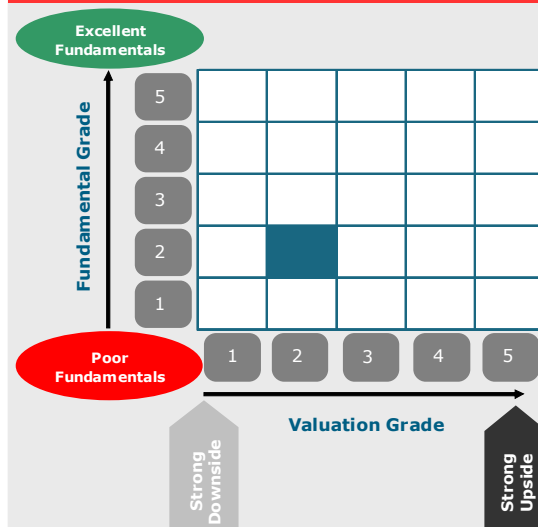 Excellent
Fundamentals
Fundamental Grade
5
4
3
2
1
Poor
Fundamentals
1 2 3 4 5
Valuation Grade
Strong
Downside
Strong
Upside